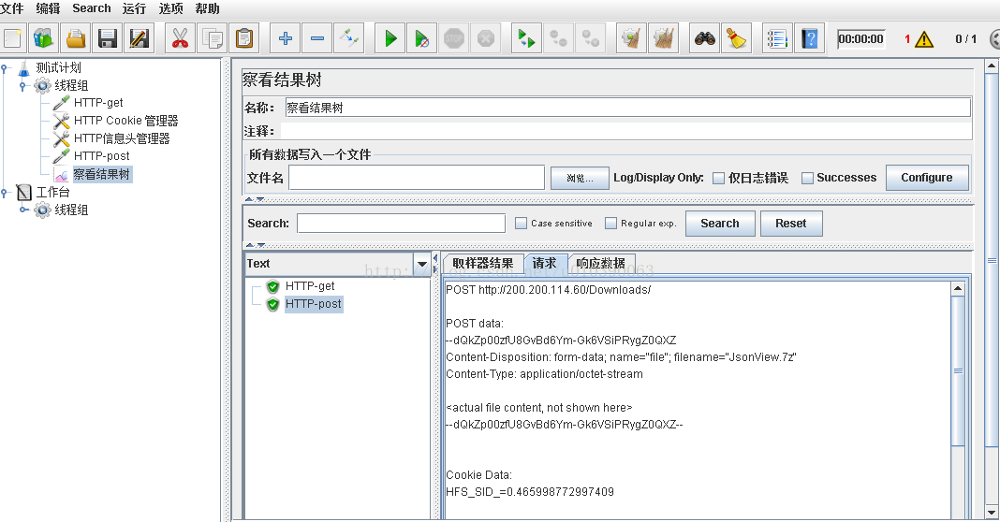 文件 编辑 Search 运行 选项 帮助
STOP
00:00:00 1 0 / 1
测试计划
线程组
HTTP-get
HTTP Cookie 管理器
HTTP信息头管理器
HTTP-post
察看结果树
工作台
线程组
察看结果树
名称: 察看结果树
注释:
所有数据写入一个文件
文件名 浏览... Log/Display Only: 仅日志错误 Successes Configure
Search: Case sensitive Regular exp. Search Reset
Text 取样器结果 请求 响应数据
HTTP-get
HTTP-post
POST http://200.200.114.60/Downloads/
POST data:
--dQkZp00zfU8GvBd6Ym-Gk6VSiPRygZ0QXZ
Content-Disposition: form-data; name="file"; filename="JsonView.7z"
Content-Type: application/octet-stream
<actual file content, not shown here>
--dQkZp00zfU8GvBd6Ym-Gk6VSiPRygZ0QXZ--
Cookie Data:
HFS_SID_=0.465998772997409